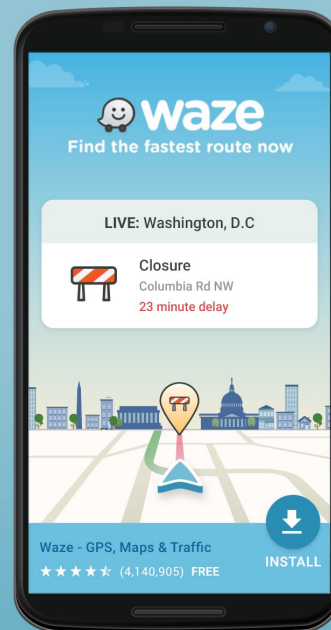 waze
Find the fastest route now
LIVE: Washington, D.C
Closure
Columbia Rd NW
23 minute delay
Waze - GPS, Maps & Traffic
(4,140,905) FREE
INSTALL